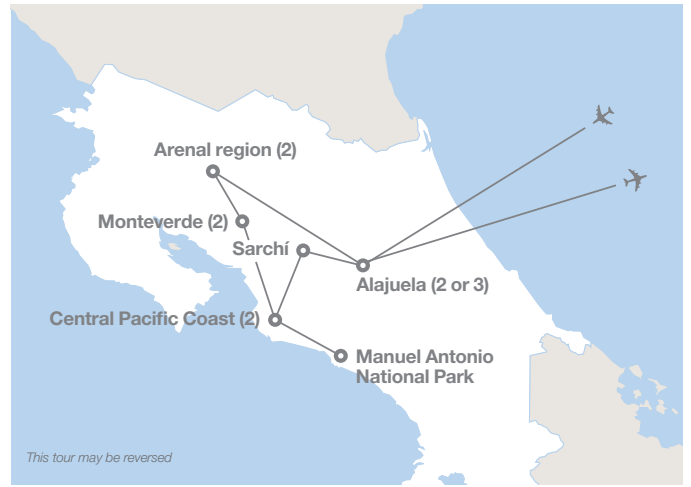 Arenal region (2)
Monteverde (2)
Sarchí
Alajuela (2 or 3)
Central Pacific Coast (2)
Manuel Antonio
National Park
This tour may be reversed